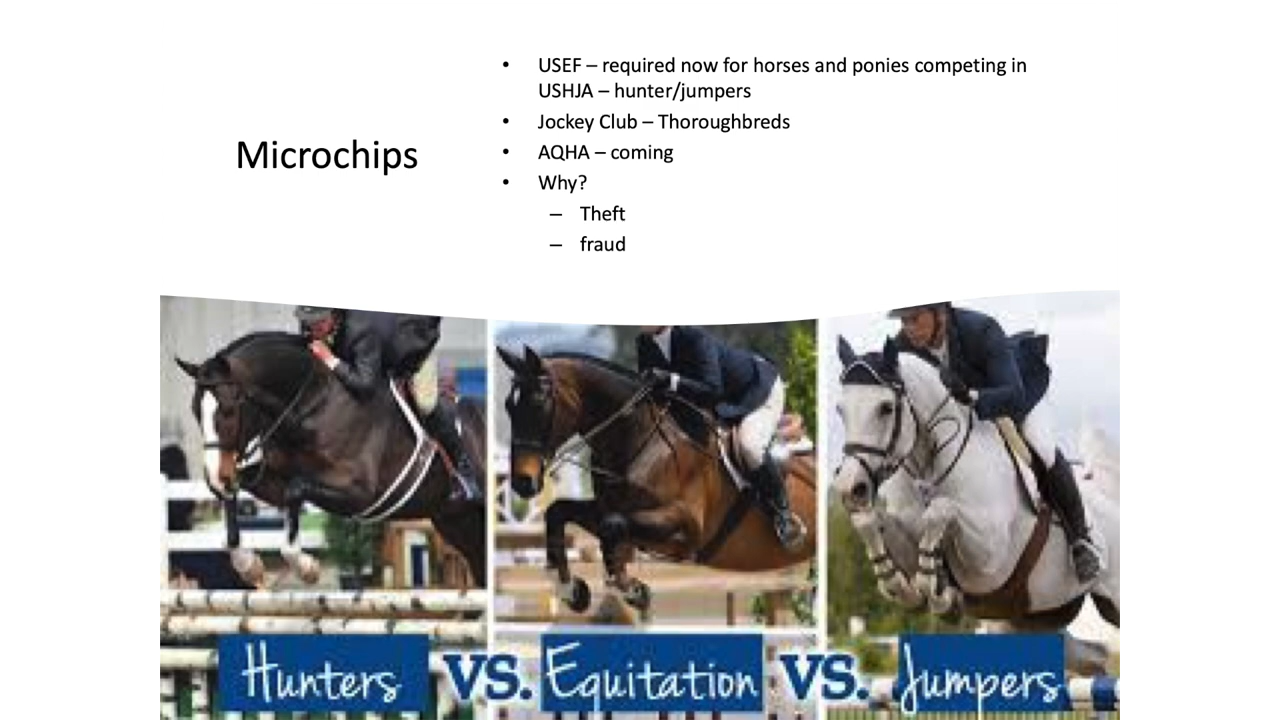 Microchips
• USEF – required now for horses and ponies competing in
USHJA – hunter/jumpers
• Jockey Club – Thoroughbreds
• AQHA – coming
• Why?
– Theft
– fraud
Hunters VS. Equitation VS. Jumpers